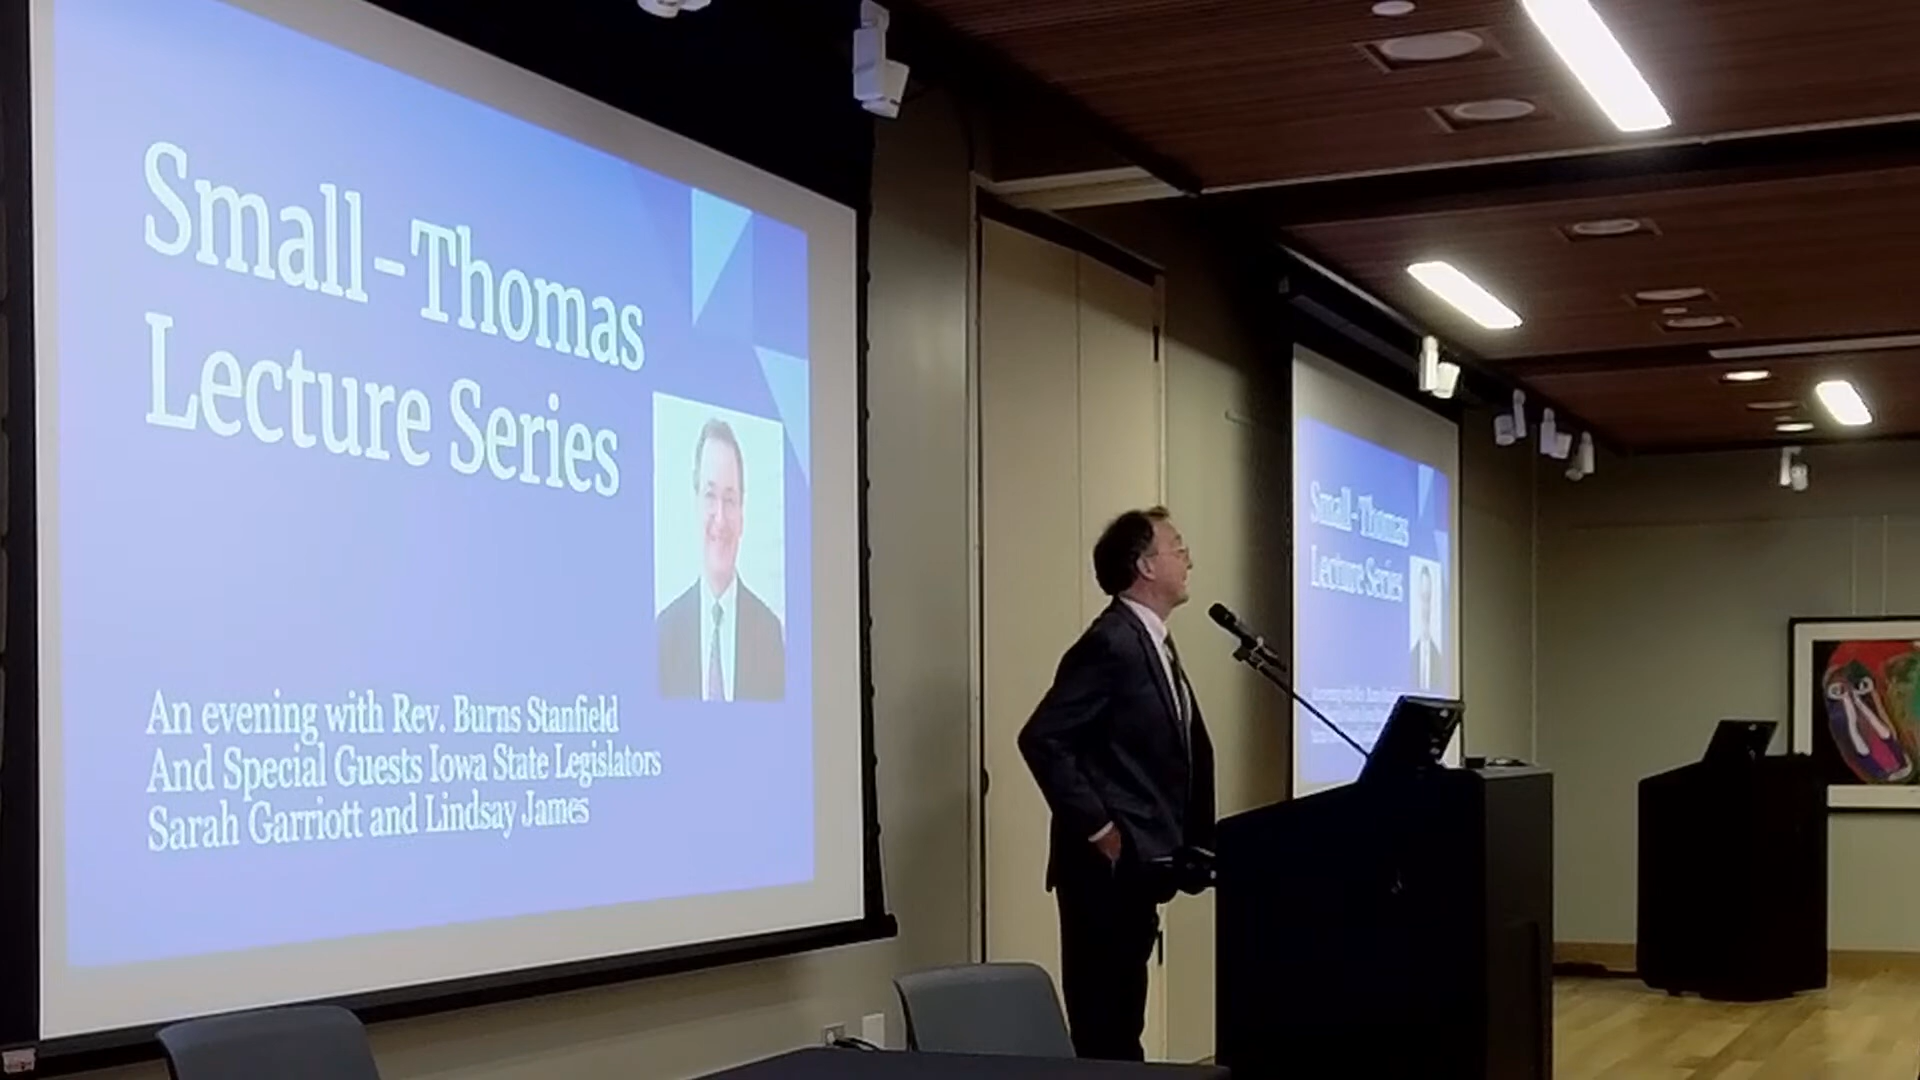 Small-Thomas
Lecture Series
An evening with Rev. Burns Stanfield
And Special Guests Iowa State Legislators
Sarah Garriott and Lindsay James
Small-Thomas
Lecture Series